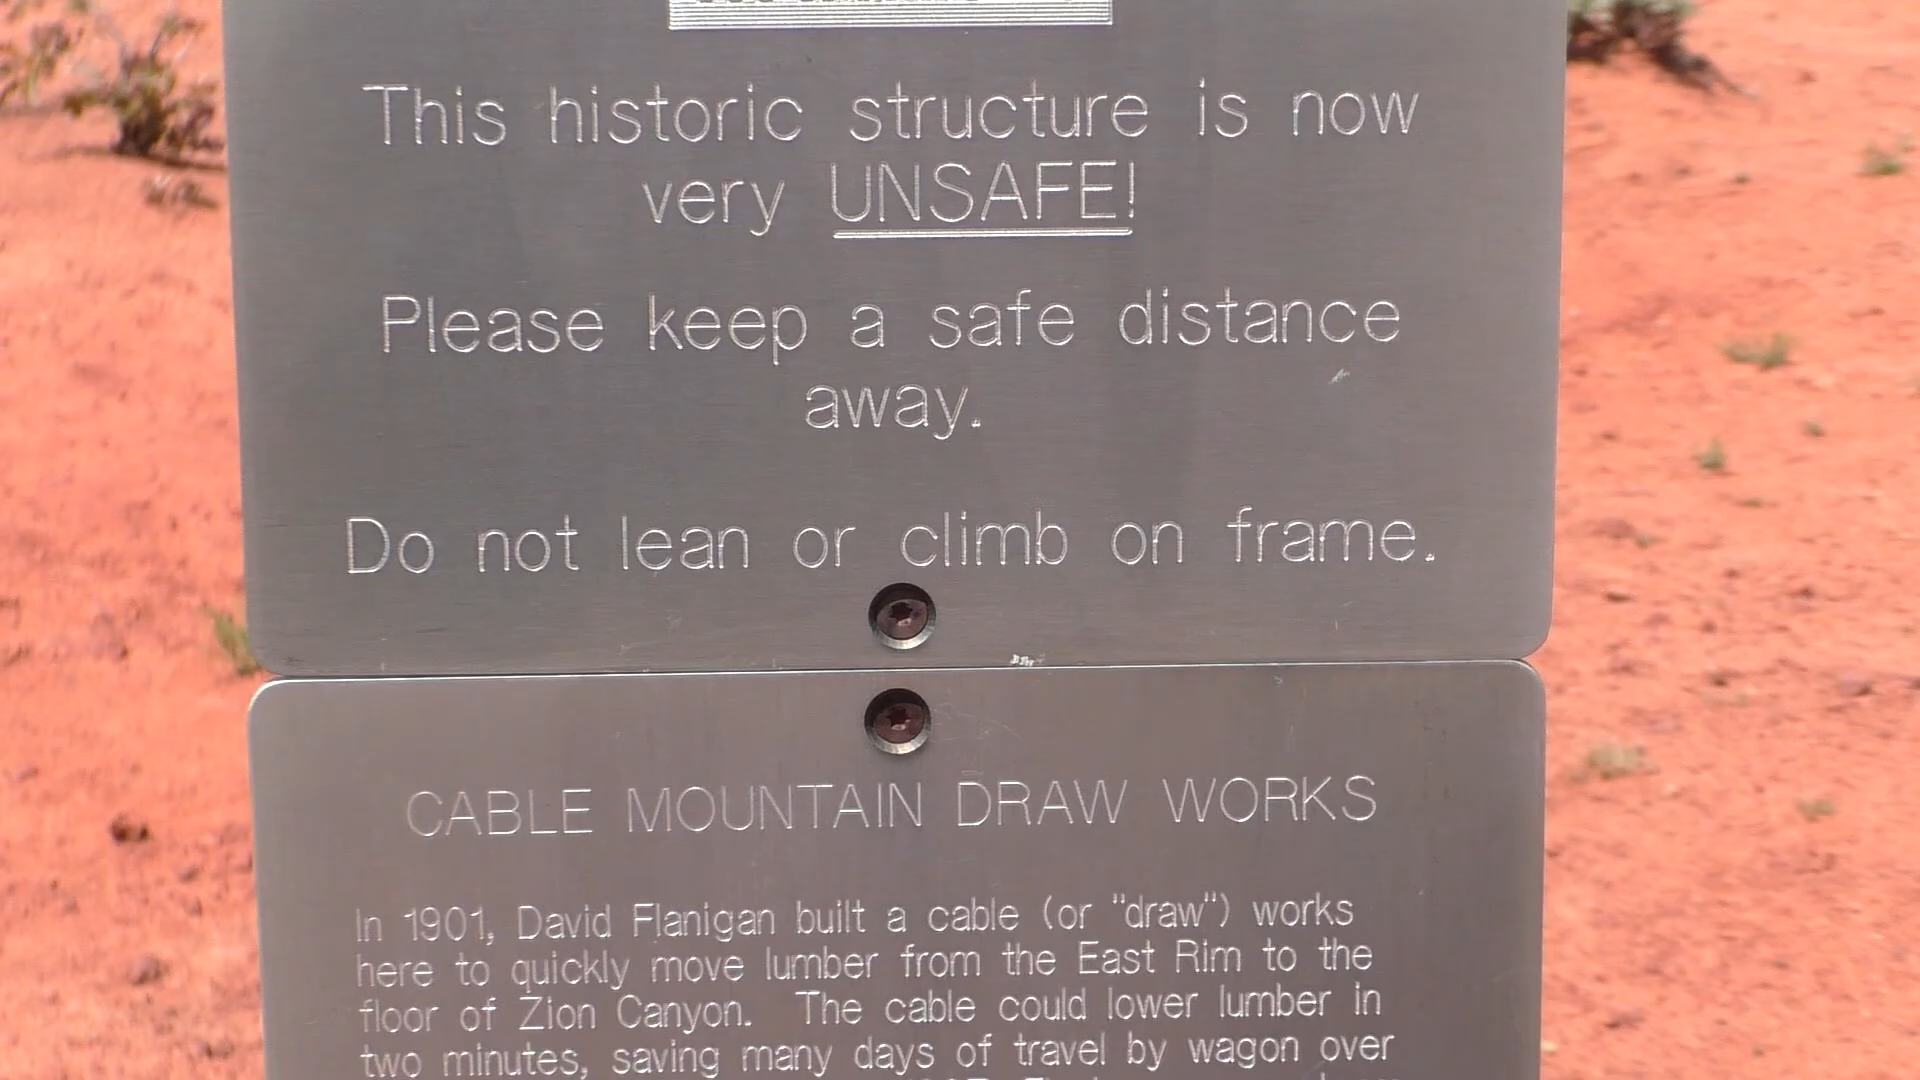 This historic structure is now
very UNSAFE!
Please keep a safe distance
away.
Do not lean or climb on frame.
CABLE MOUNTAIN DRAW WORKS
In 1901, David Flanigan built a cable (or "draw") works
here to quickly move lumber from the East Rim to the
floor of Zion Canyon. The cable could lower lumber in
two minutes, saving many days of travel by wagon over